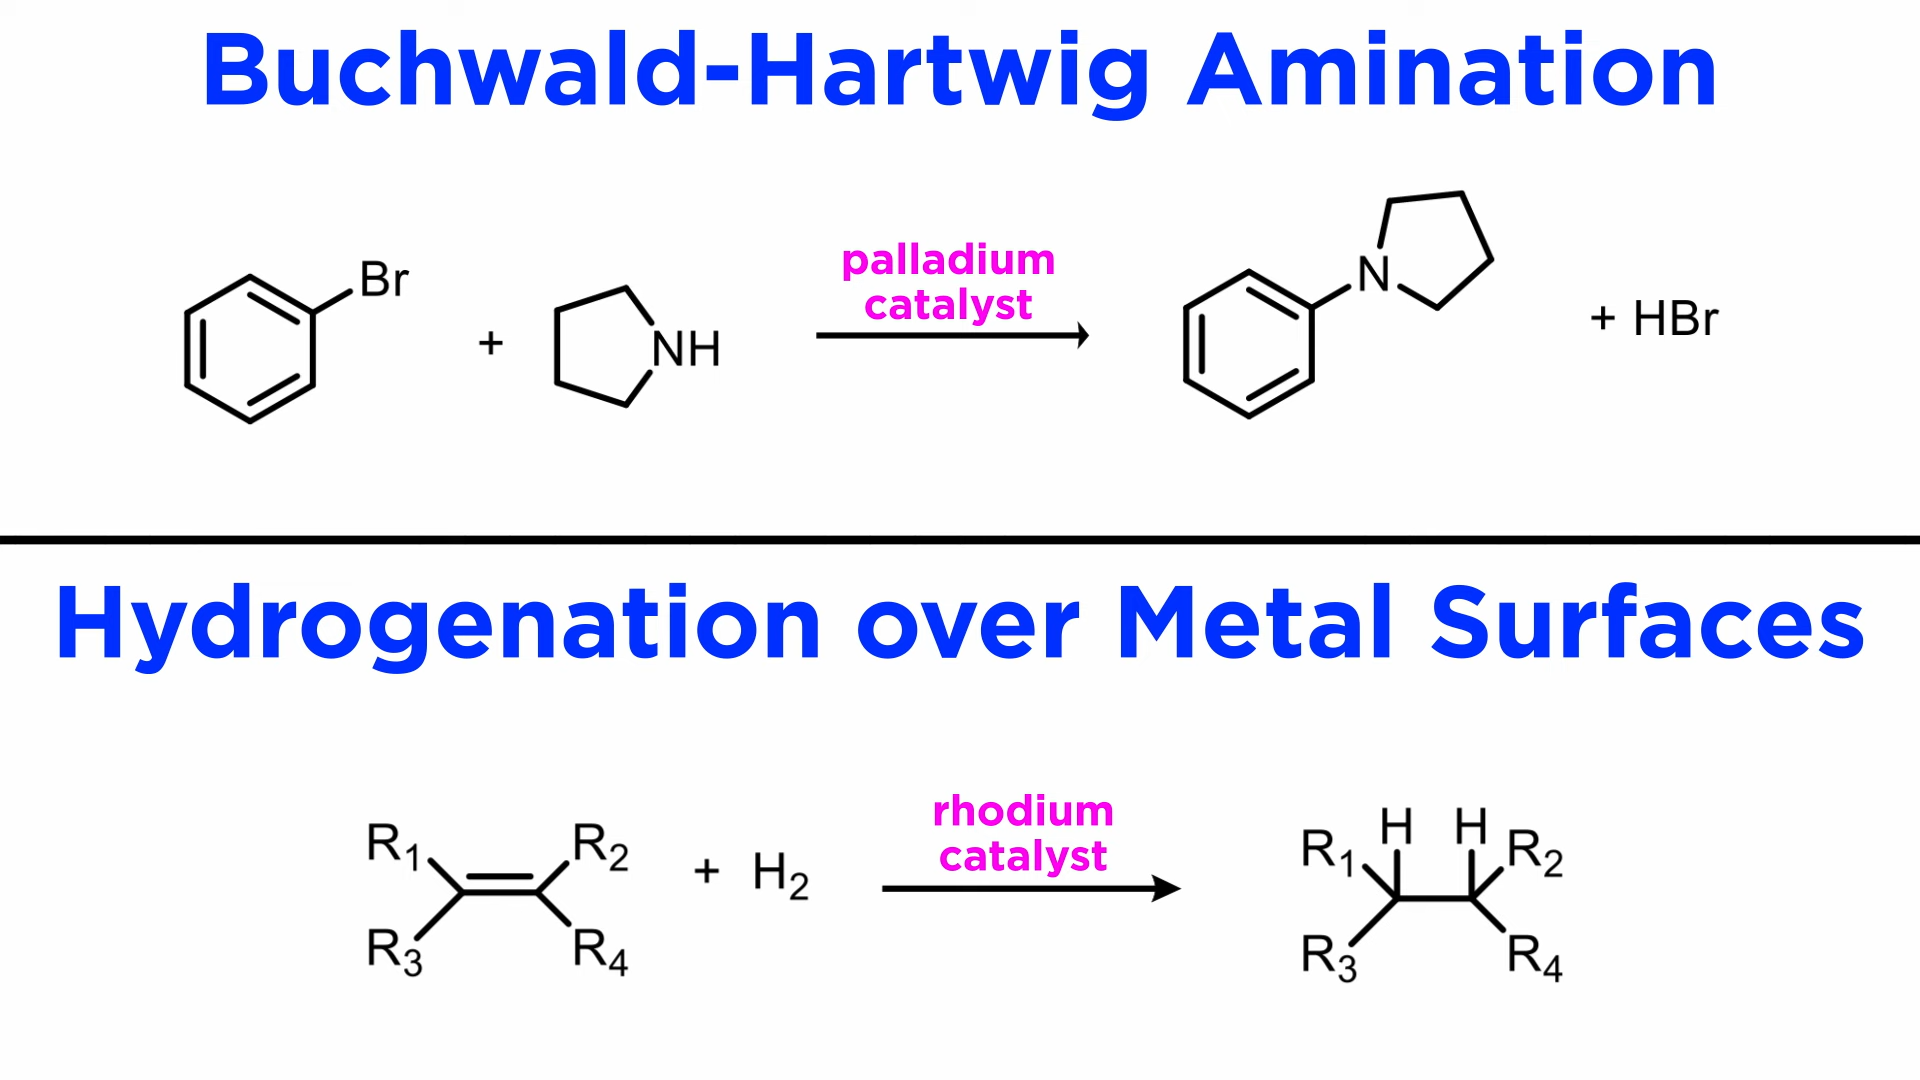 Buchwald-Hartwig Amination
Br
+
NH
palladium
catalyst
N
+ HBr
Hydrogenation over Metal Surfaces
R1 R2
R3 R4
+ H2
rhodium
catalyst
H H
R1 R2
R3 R4